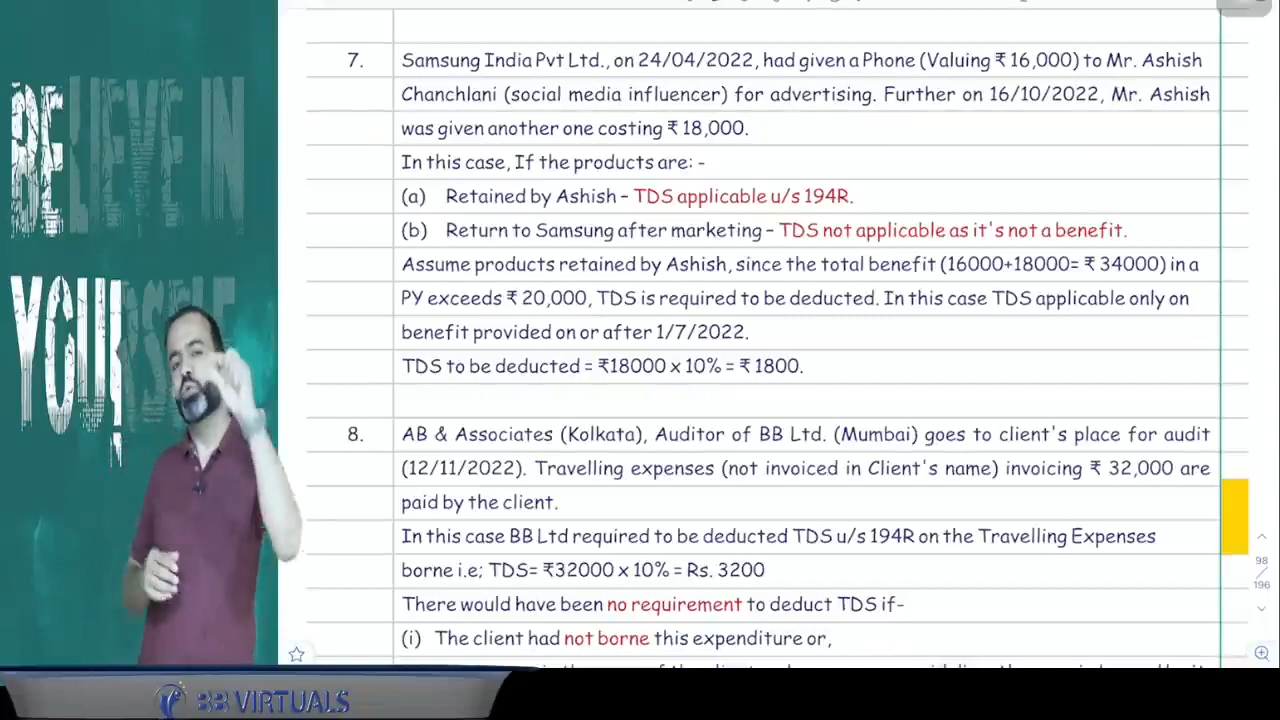 BELIEVE IN
YOURSELF
7. Samsung India Pvt Ltd., on 24/04/2022, had given a Phone (Valuing ₹ 16,000) to Mr. Ashish
Chanchlani (social media influencer) for advertising. Further on 16/10/2022, Mr. Ashish
was given another one costing ₹ 18,000.
In this case, If the products are: -
(a) Retained by Ashish – TDS applicable u/s 194R.
(b) Return to Samsung after marketing – TDS not applicable as it's not a benefit.
Assume products retained by Ashish, since the total benefit (16000+18000= ₹ 34000) in a
PY exceeds ₹ 20,000, TDS is required to be deducted. In this case TDS applicable only on
benefit provided on or after 1/7/2022.
TDS to be deducted = ₹18000 x 10% = ₹ 1800.
8. AB & Associates (Kolkata), Auditor of BB Ltd. (Mumbai) goes to client's place for audit
(12/11/2022). Travelling expenses (not invoiced in Client's name) invoicing ₹ 32,000 are
paid by the client.
In this case BB Ltd required to be deducted TDS u/s 194R on the Travelling Expenses
borne i.e; TDS= ₹32000 x 10% = Rs. 3200
There would have been no requirement to deduct TDS if-
(i) The client had not borne this expenditure or,
98
/
196
BB VIRTUALS